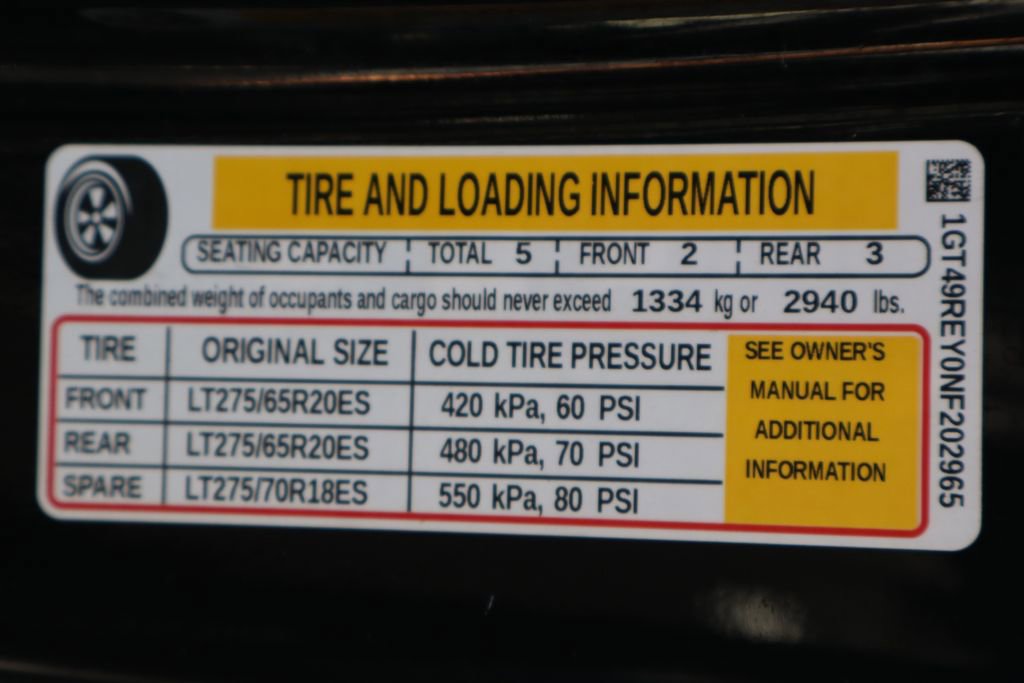 TIRE AND LOADING INFORMATION
SEATING CAPACITY TOTAL 5 FRONT 2 REAR 3
The combined weight of occupants and cargo should never exceed 1334 kg or 2940 lbs.
TIRE ORIGINAL SIZE COLD TIRE PRESSURE
FRONT LT275/65R20ES 420 kPa, 60 PSI
REAR LT275/65R20ES 480 kPa, 70 PSI
SPARE LT275/70R18ES 550 kPa, 80 PSI
SEE OWNER'S
MANUAL FOR
ADDITIONAL
INFORMATION
1GT49REY0NF202965